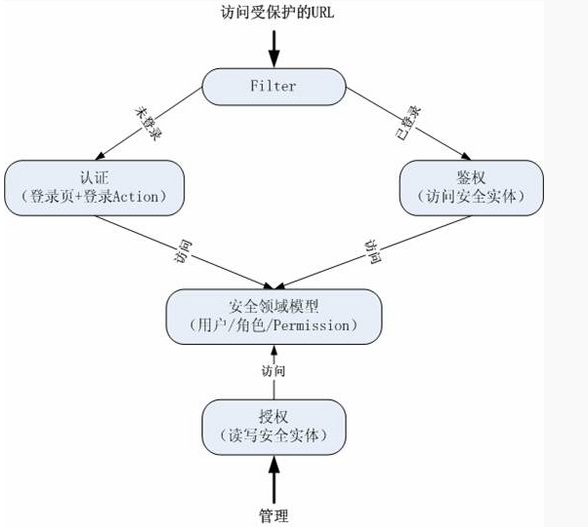 访问受保护的URL
Filter
未登录
已登录
认证
（登录页+登录Action）
鉴权
（访问安全实体）
访问
访问
安全领域模型
（用户/角色/Permission）
访问
授权
（读写安全实体）
管理